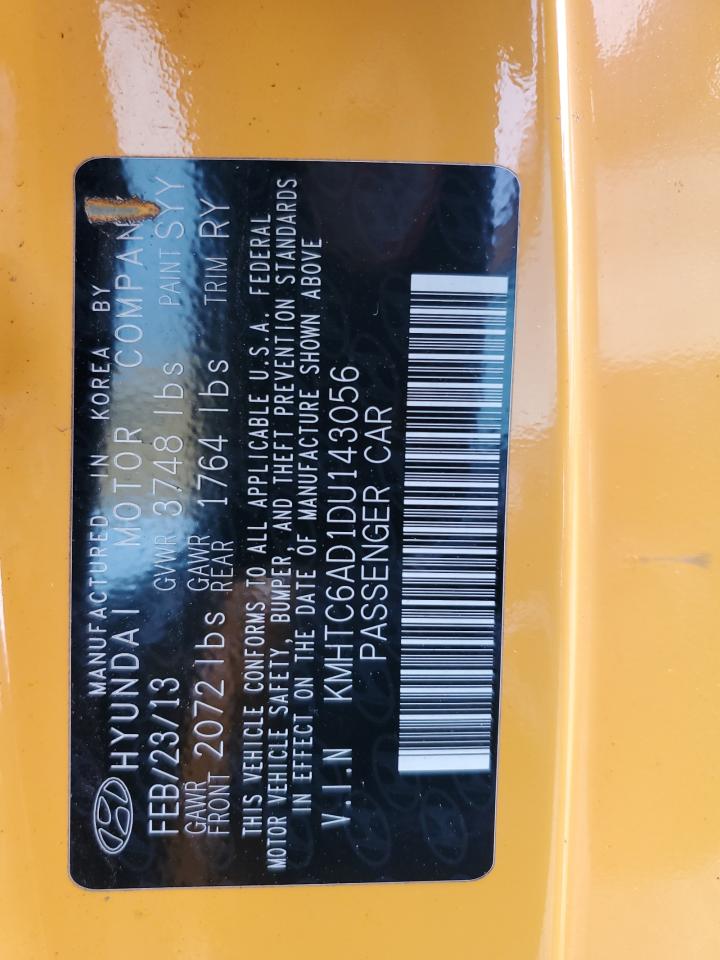 MANUFACTURED IN KOREA BY
HYUNDAI MOTOR COMPANY
FEB/23/13 GVWR 3748 lbs PAINT SYY
GAWR FRONT 2072 lbs GAWR REAR 1764 lbs TRIM RY
THIS VEHICLE CONFORMS TO ALL APPLICABLE U.S.A. FEDERAL
MOTOR VEHICLE SAFETY, BUMPER, AND THEFT PREVENTION STANDARDS
IN EFFECT ON THE DATE OF MANUFACTURE SHOWN ABOVE
V.I.N KMHTC6AD1DU143056
PASSENGER CAR